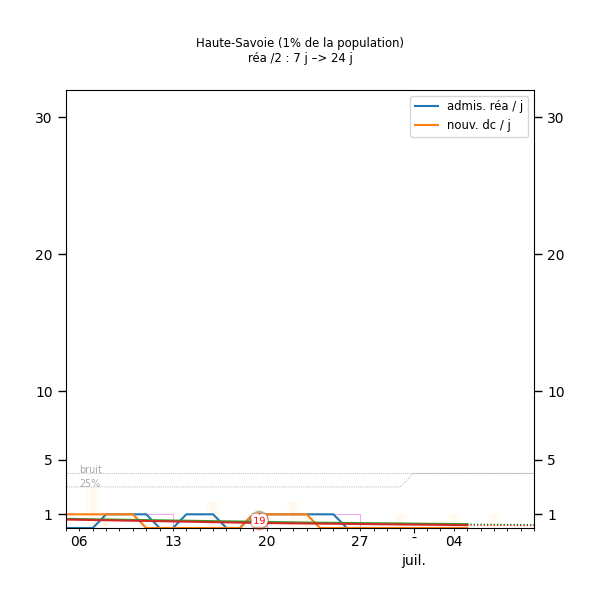 Haute-Savoie (1% de la population)
réa /2 : 7 j –> 24 j
admis. réa / j
nouv. dc / j
30 30
20 20
10 10
5 5
bruit
25%
1 19 1
06 13 20 27 - 04
juil.